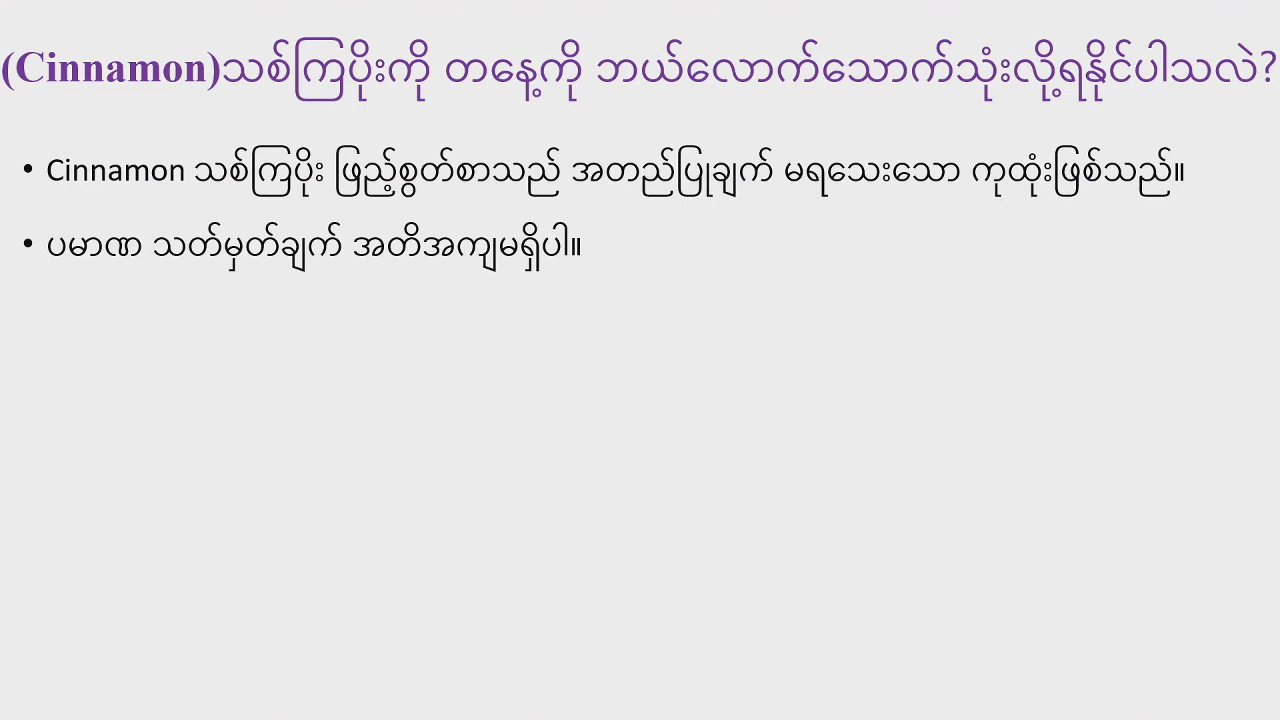 (Cinnamon)သစ်ကြပိုးကို တနေ့ကို ဘယ်လောက်သောက်သုံးလို့ရနိုင်ပါသလဲ?
• Cinnamon သစ်ကြပိုး ဖြည့်စွတ်စာသည် အတည်ပြုချက် မရသေးသော ကုထုံးဖြစ်သည်။
• ပမာဏ သတ်မှတ်ချက် အတိအကျမရှိပါ။